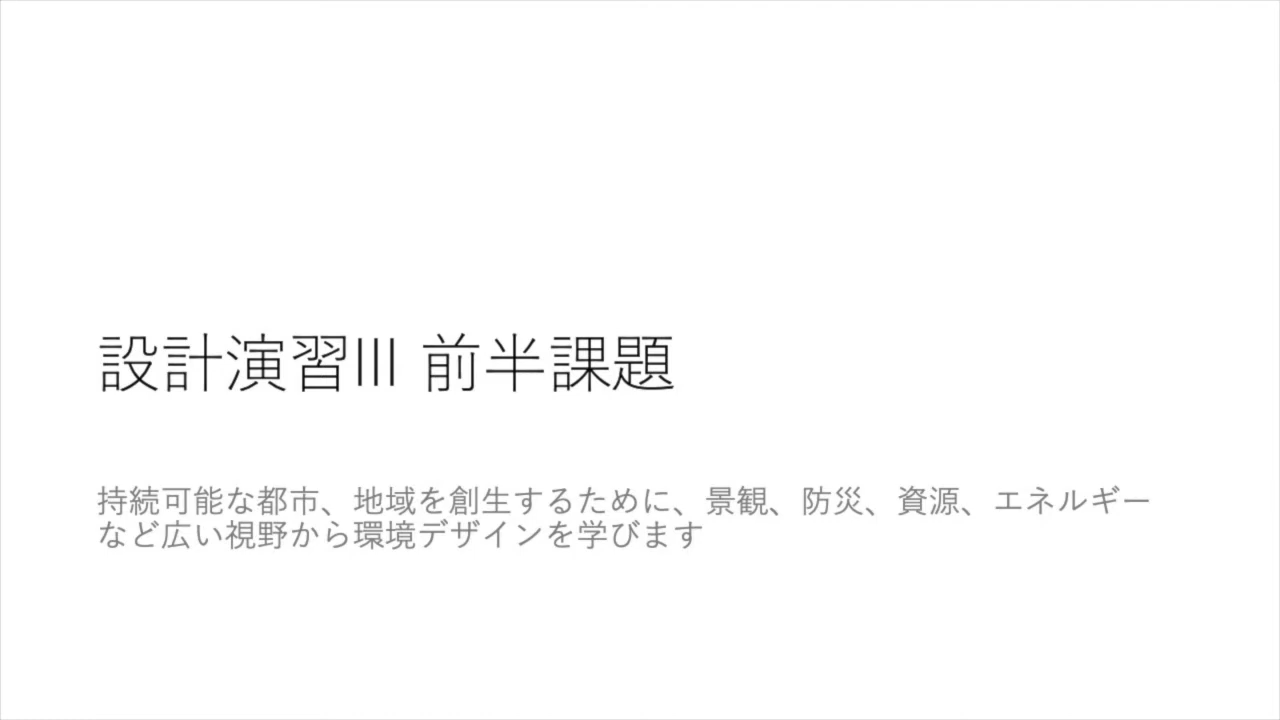 設計演習III 前半課題
持続可能な都市、地域を創生するために、景観、防災、資源、エネルギー
など広い視野から環境デザインを学びます